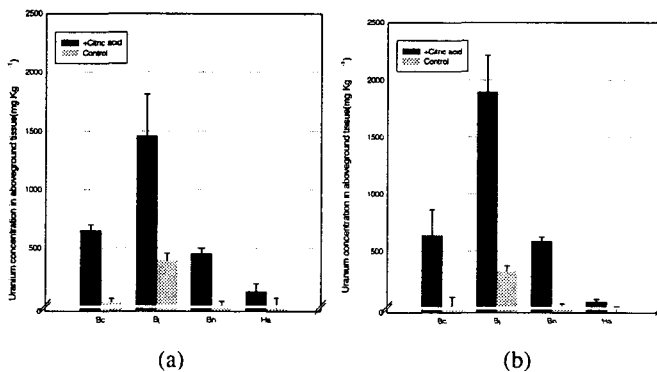 2500
2000
1500
1000
500
0
+Citric acid
Control
Uranium concentration in aboveground tissue(mg Kg⁻¹)
Bc
Bj
Bn
Ha
(a)
2500
2000
1500
1000
500
0
+Citric acid
Control
Uranium concentration in aboveground tissue(mg Kg⁻¹)
Bc
Bj
Bn
Ha
(b)